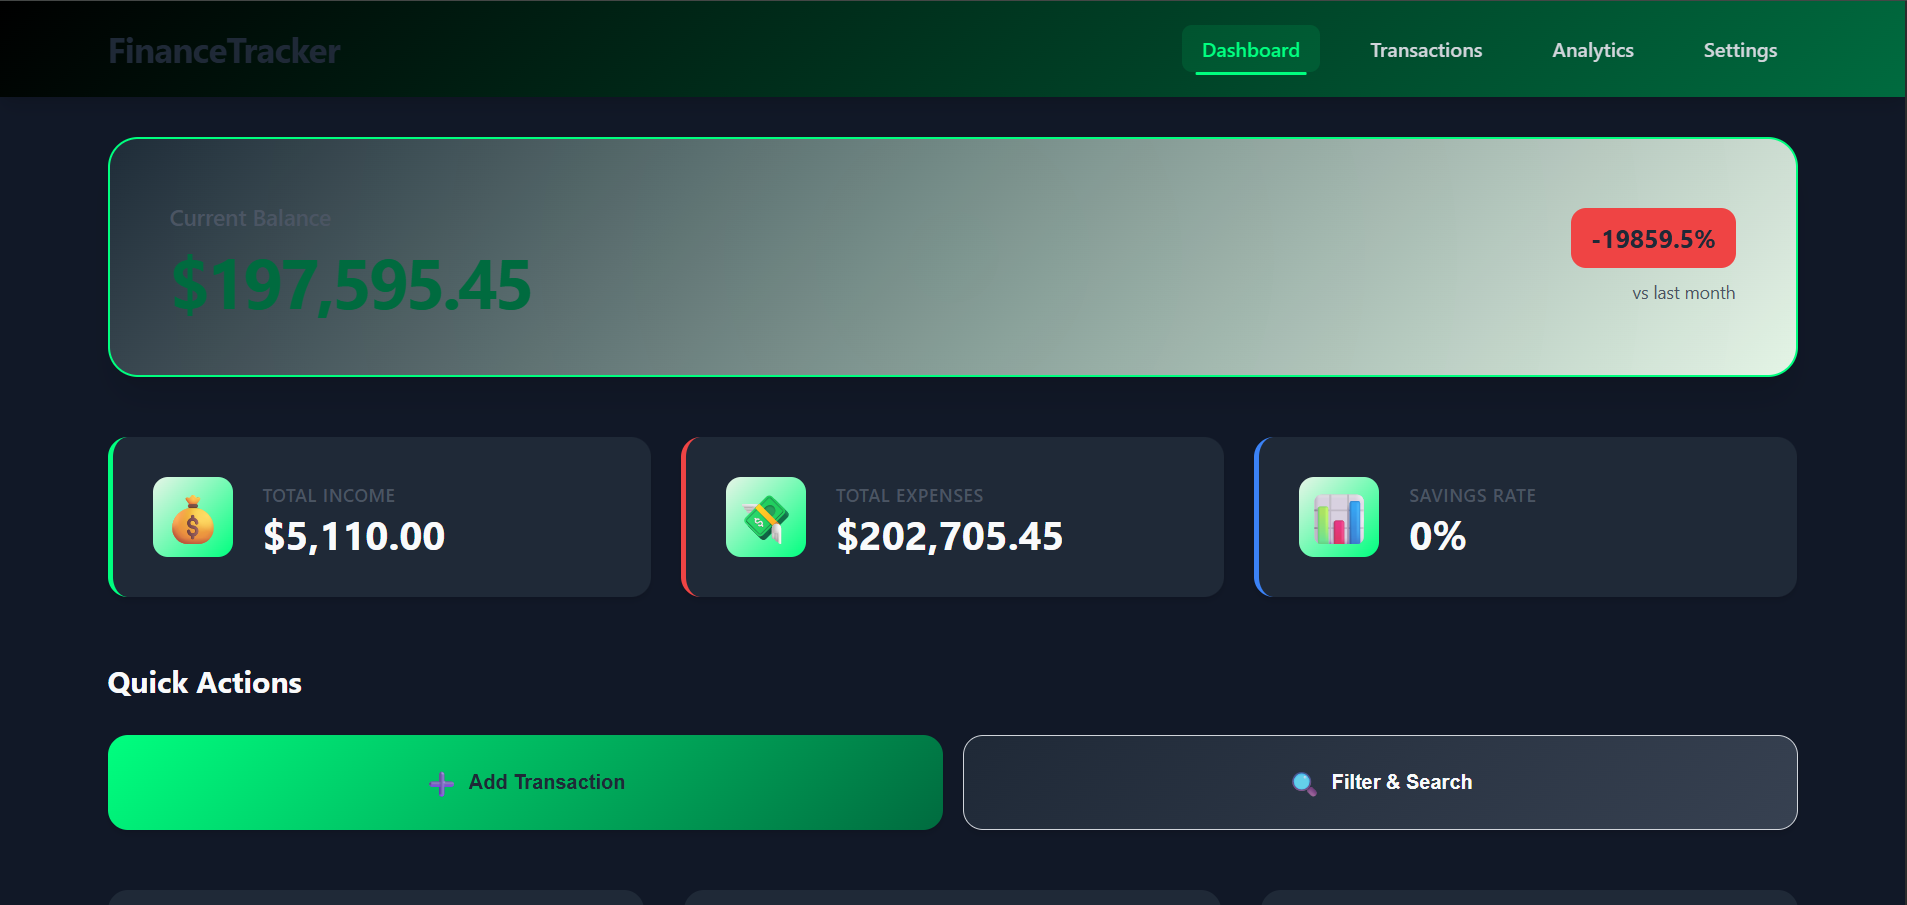 FinanceTracker
Dashboard
Transactions
Analytics
Settings
Current Balance
$197,595.45
-19859.5%
vs last month
TOTAL INCOME
$5,110.00
TOTAL EXPENSES
$202,705.45
SAVINGS RATE
0%
Quick Actions
Add Transaction
Filter & Search